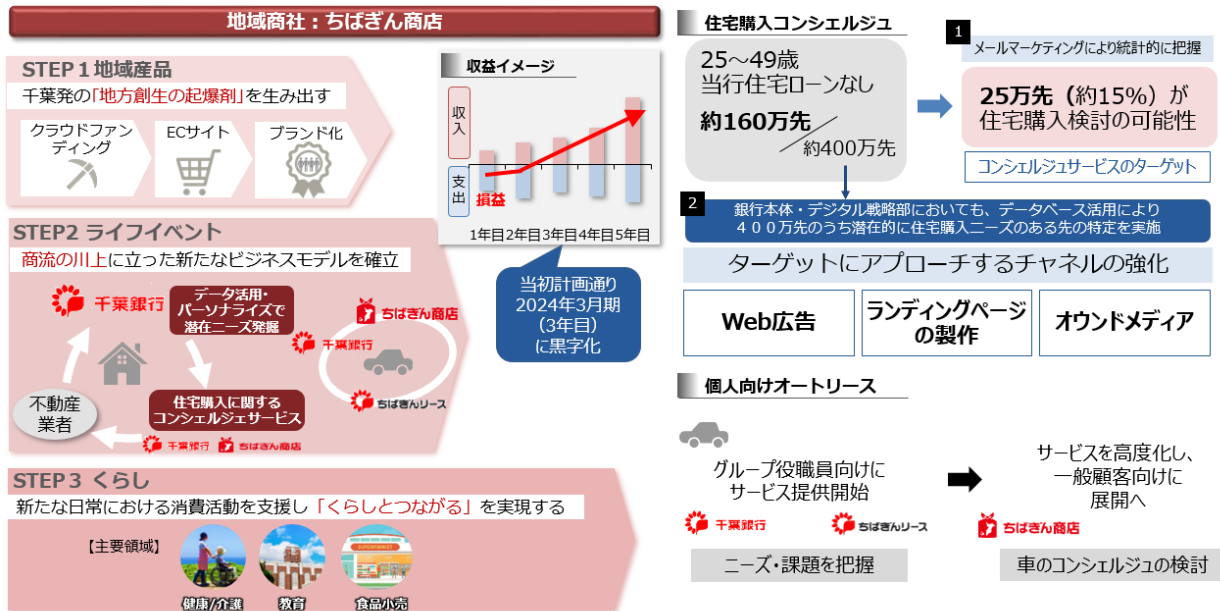 地域商社：ちばぎん商店
STEP１地域産品
千葉発の「地方創生の起爆剤」を生み出す
クラウドファン
ディング
ECサイト
ブランド化
収益イメージ
収入
支出
損益
1年目2年目3年目4年目5年目
当初計画通り
2024年3月期
（3年目）
に黒字化
STEP2 ライフイベント
商流の川上に立った新たなビジネスモデルを確立
千葉銀行
データ活用・
パーソナライズで
潜在ニーズ発掘
不動産
業者
住宅購入に関する
コンシェルジェサービス
千葉銀行
ちばぎん商店
ちばぎん商店
千葉銀行
ちばぎんリース
STEP３ くらし
新たな日常における消費活動を支援し「くらしとつながる」を実現する
【主要領域】
SUPERMARKET
健康/介護
教育
食品小売
住宅購入コンシェルジュ
25～49歳
当行住宅ローンなし
約160万先
／約400万先
1
メールマーケティングにより統計的に把握
25万先（約15%）が
住宅購入検討の可能性
コンシェルジュサービスのターゲット
2
銀行本体・デジタル戦略部においても、データベース活用により
４００万先のうち潜在的に住宅購入ニーズのある先の特定を実施
ターゲットにアプローチするチャネルの強化
Web広告
ランディングページ
の製作
オウンドメディア
個人向けオートリース
グループ役職員向けに
サービス提供開始
千葉銀行
ちばぎんリース
ニーズ・課題を把握
サービスを高度化し、
一般顧客向けに
展開へ
ちばぎん商店
車のコンシェルジュの検討